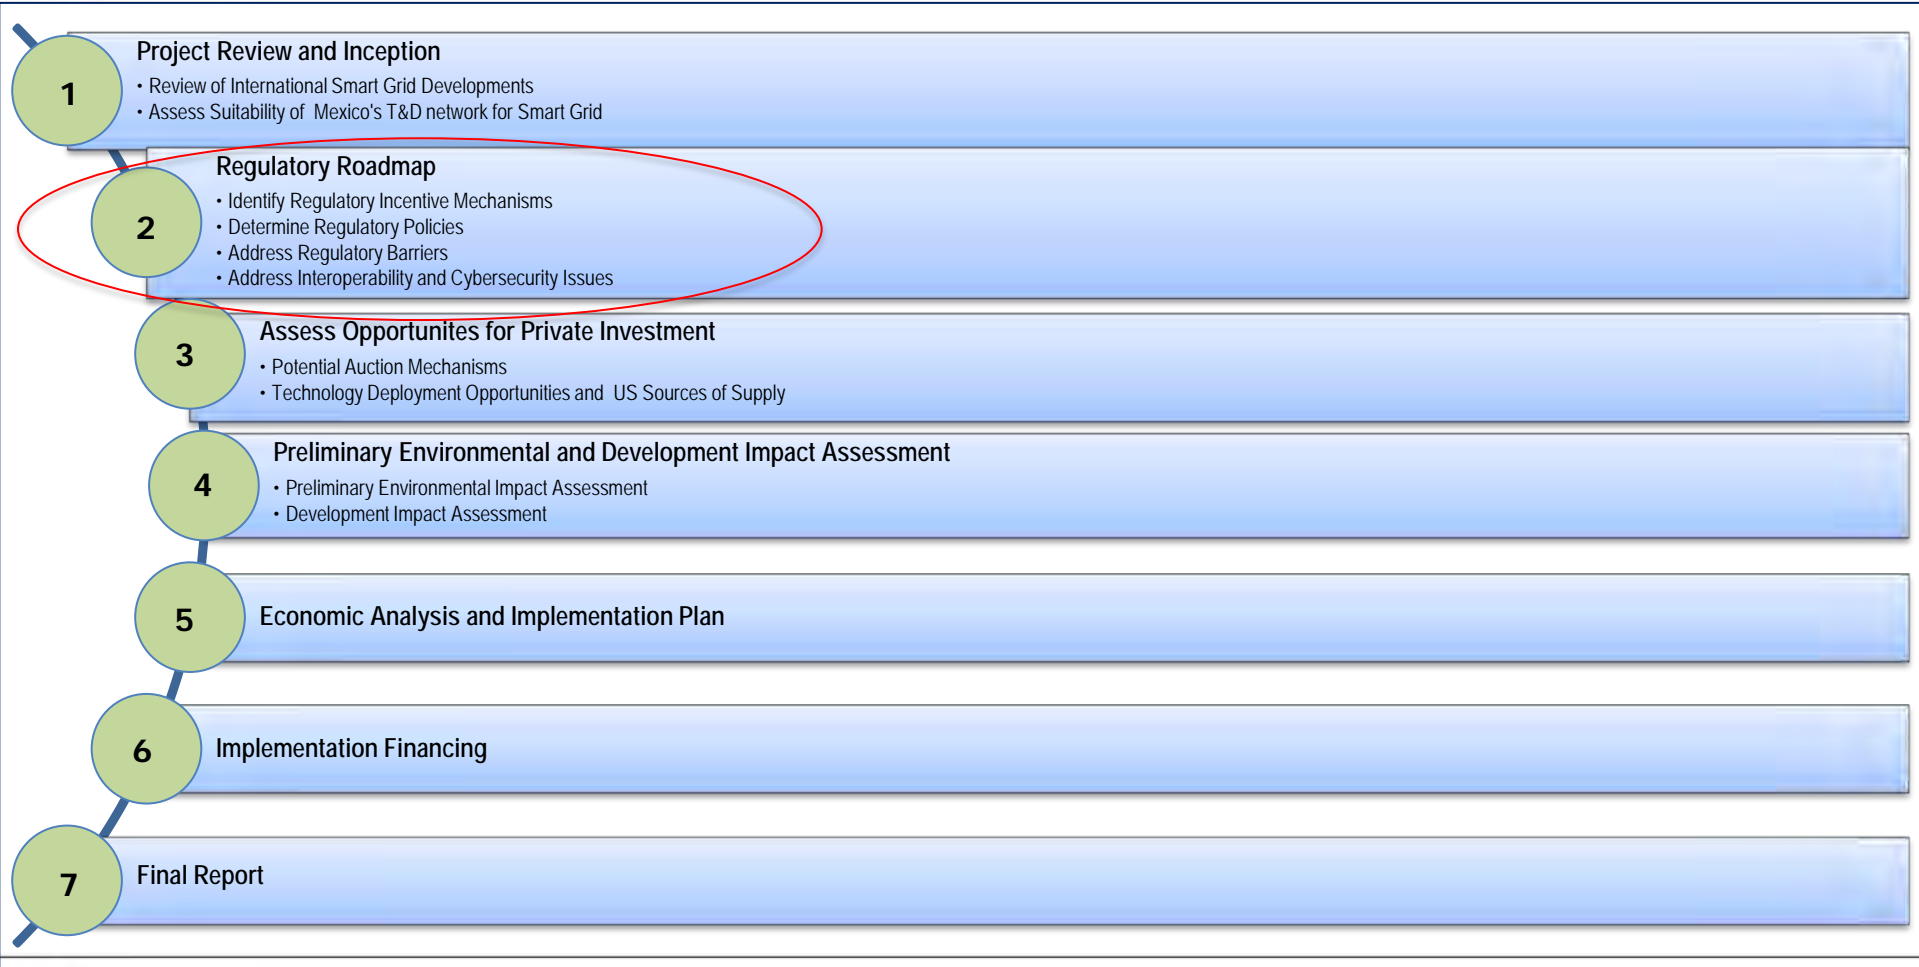 1
Project Review and Inception
• Review of International Smart Grid Developments
• Assess Suitability of Mexico's T&D network for Smart Grid
2
Regulatory Roadmap
• Identify Regulatory Incentive Mechanisms
• Determine Regulatory Policies
• Address Regulatory Barriers
• Address Interoperability and Cybersecurity Issues
3
Assess Opportunites for Private Investment
• Potential Auction Mechanisms
• Technology Deployment Opportunities and US Sources of Supply
4
Preliminary Environmental and Development Impact Assessment
• Preliminary Environmental Impact Assessment
• Development Impact Assessment
5
Economic Analysis and Implementation Plan
6
Implementation Financing
7
Final Report